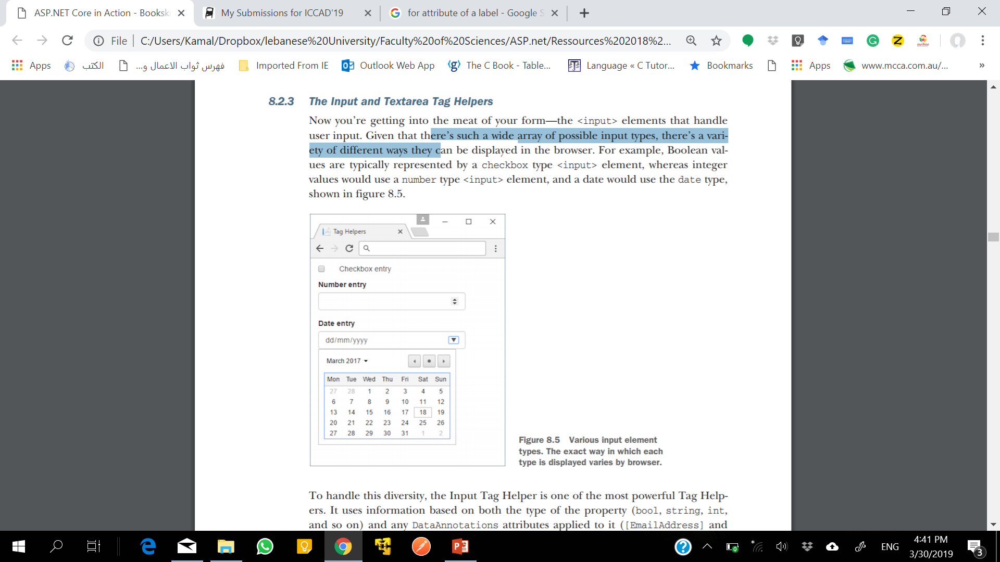 ASP.NET Core in Action - Booksk
My Submissions for ICCAD'19
for attribute of a label - Google S
File
C:/Users/Kamal/Dropbox/lebanese%20University/Faculty%20of%20Sciences/ASP.net/Ressources%202018%2...
Apps
الكتب
فهرس ثواب الاعمال و...
Imported From IE
Outlook Web App
The C Book - Table...
Language « C Tutor...
Bookmarks
Apps
www.mcca.com.au/...
8.2.3 The Input and Textarea Tag Helpers
Now you're getting into the meat of your form—the <input> elements that handle
user input. Given that there's such a wide array of possible input types, there's a vari-
ety of different ways they can be displayed in the browser. For example, Boolean val-
ues are typically represented by a checkbox type <input> element, whereas integer
values would use a number type <input> element, and a date would use the date type,
shown in figure 8.5.
Tag Helpers
Checkbox entry
Number entry
Date entry
dd/mm/yyyy
March 2017
Mon Tue Wed Thu Fri Sat Sun
27 28 1 2 3 4 5
6 7 8 9 10 11 12
13 14 15 16 17 18 19
20 21 22 23 24 25 26
27 28 29 30 31 1 2
Figure 8.5 Various input element
types. The exact way in which each
type is displayed varies by browser.
To handle this diversity, the Input Tag Helper is one of the most powerful Tag Help-
ers. It uses information based on both the type of the property (bool, string, int,
and so on) and any DataAnnotations attributes applied to it ([EmailAddress] and
ENG
4:41 PM
3/30/2019
3